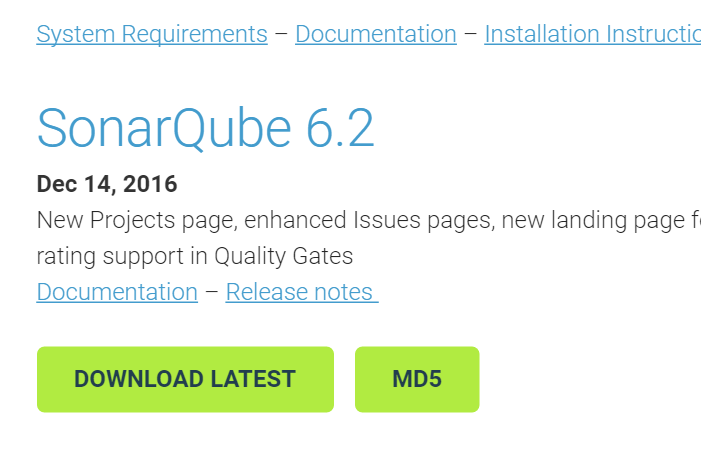 System Requirements – Documentation – Installation
SonarQube 6.2
Dec 14, 2016
New Projects page, enhanced Issues pages, new landing page
rating support in Quality Gates
Documentation – Release notes
DOWNLOAD LATEST MD5